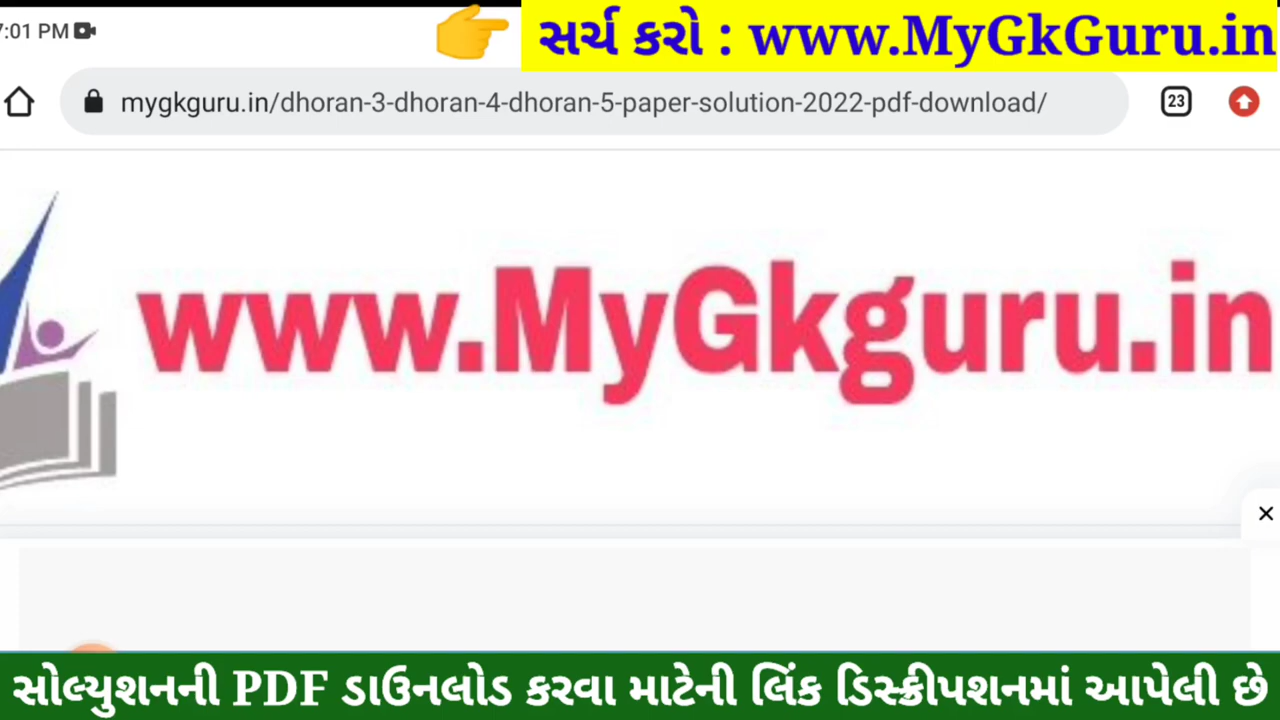 7:01 PM
👉 સર્ચ કરો : www.MyGkGuru.in
mygkguru.in/dhoran-3-dhoran-4-dhoran-5-paper-solution-2022-pdf-download/
23
www.MyGkguru.in
સોલ્યુશનની PDF ડાઉનલોડ કરવા માટેની લિંક ડિસ્ક્રીપશનમાં આપેલી છે